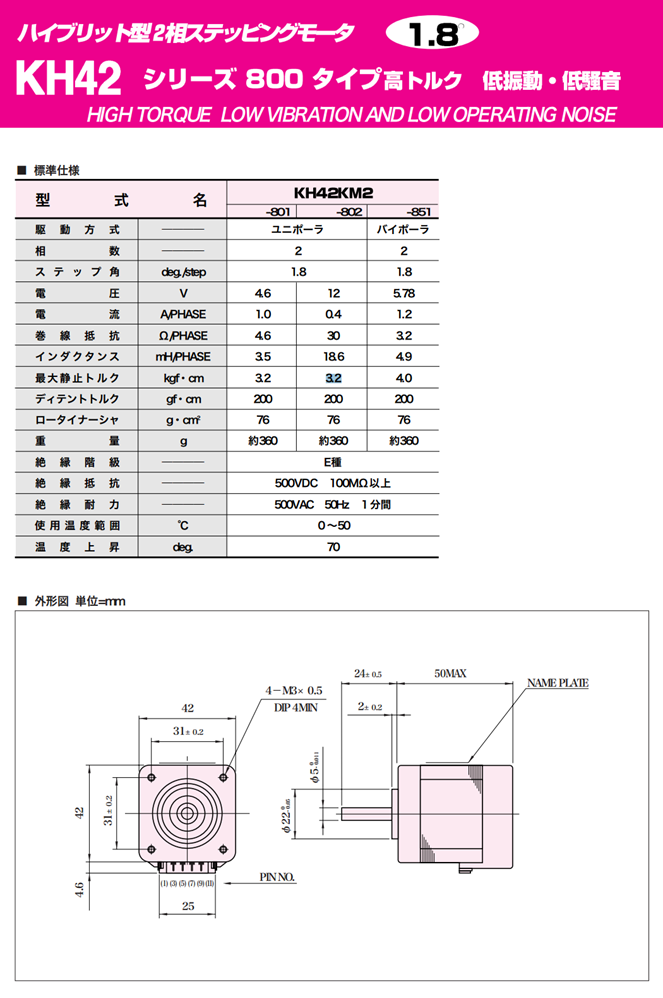 ハイブリット型2相ステッピングモータ 1.8°
KH42 シリーズ 800 タイプ高トルク 低振動・低騒音
HIGH TORQUE LOW VIBRATION AND LOW OPERATING NOISE
■ 標準仕様
型式名 KH42KM2
-801 -802 -851
駆動方式 ――― ユニポーラ バイポーラ
相数 ――― 2 2
ステップ角 deg./step 1.8 1.8
電圧 V 4.6 12 5.78
電流 A/PHASE 1.0 0.4 1.2
巻線抵抗 Ω/PHASE 4.6 30 3.2
インダクタンス mH/PHASE 3.5 18.6 4.9
最大静止トルク kgf・cm 3.2 3.2 4.0
ディテントトルク gf・cm 200 200 200
ロータイナーシャ g・cm² 76 76 76
重量 g 約360 約360 約360
絶縁階級 ――― E種
絶縁抵抗 ――― 500VDC 100MΩ以上
絶縁耐力 ――― 500VAC 50Hz 1分間
使用温度範囲 ℃ 0～50
温度上昇 deg. 70
■ 外形図 単位=mm
24±0.5 50MAX
NAME PLATE
4-M3×0.5
DIP 4MIN
2±0.2
42
31±0.2
φ5 0 -0.011
42
31±0.2
φ22 0 -0.05
4.6
(1) (3) (5) (7) (9) (11)
PIN NO.
25